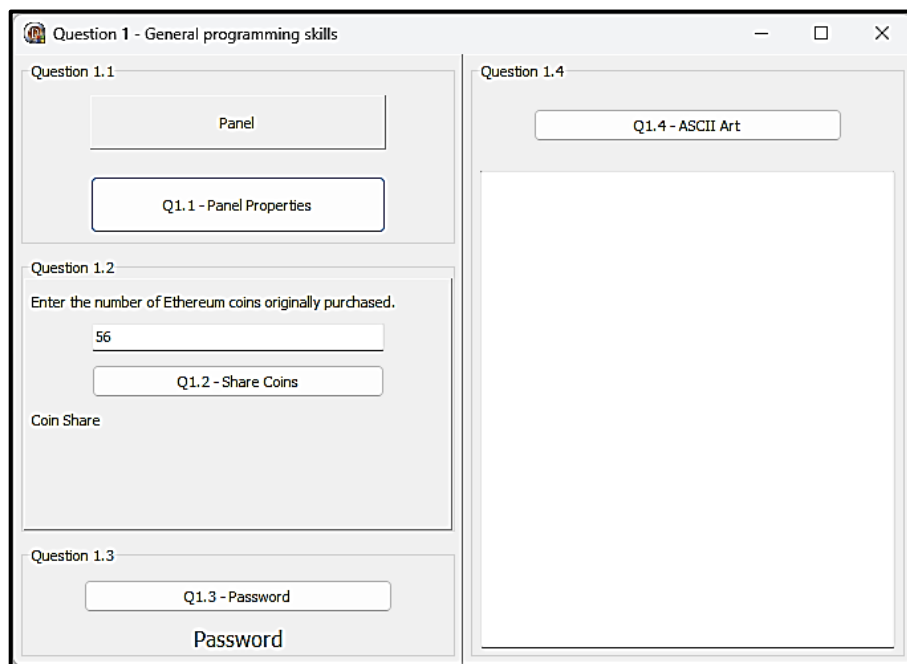 Question 1 - General programming skills
Question 1.1
Panel
Q1.1 - Panel Properties
Question 1.2
Enter the number of Ethereum coins originally purchased.
56
Q1.2 - Share Coins
Coin Share
Question 1.3
Q1.3 - Password
Password
Question 1.4
Q1.4 - ASCII Art